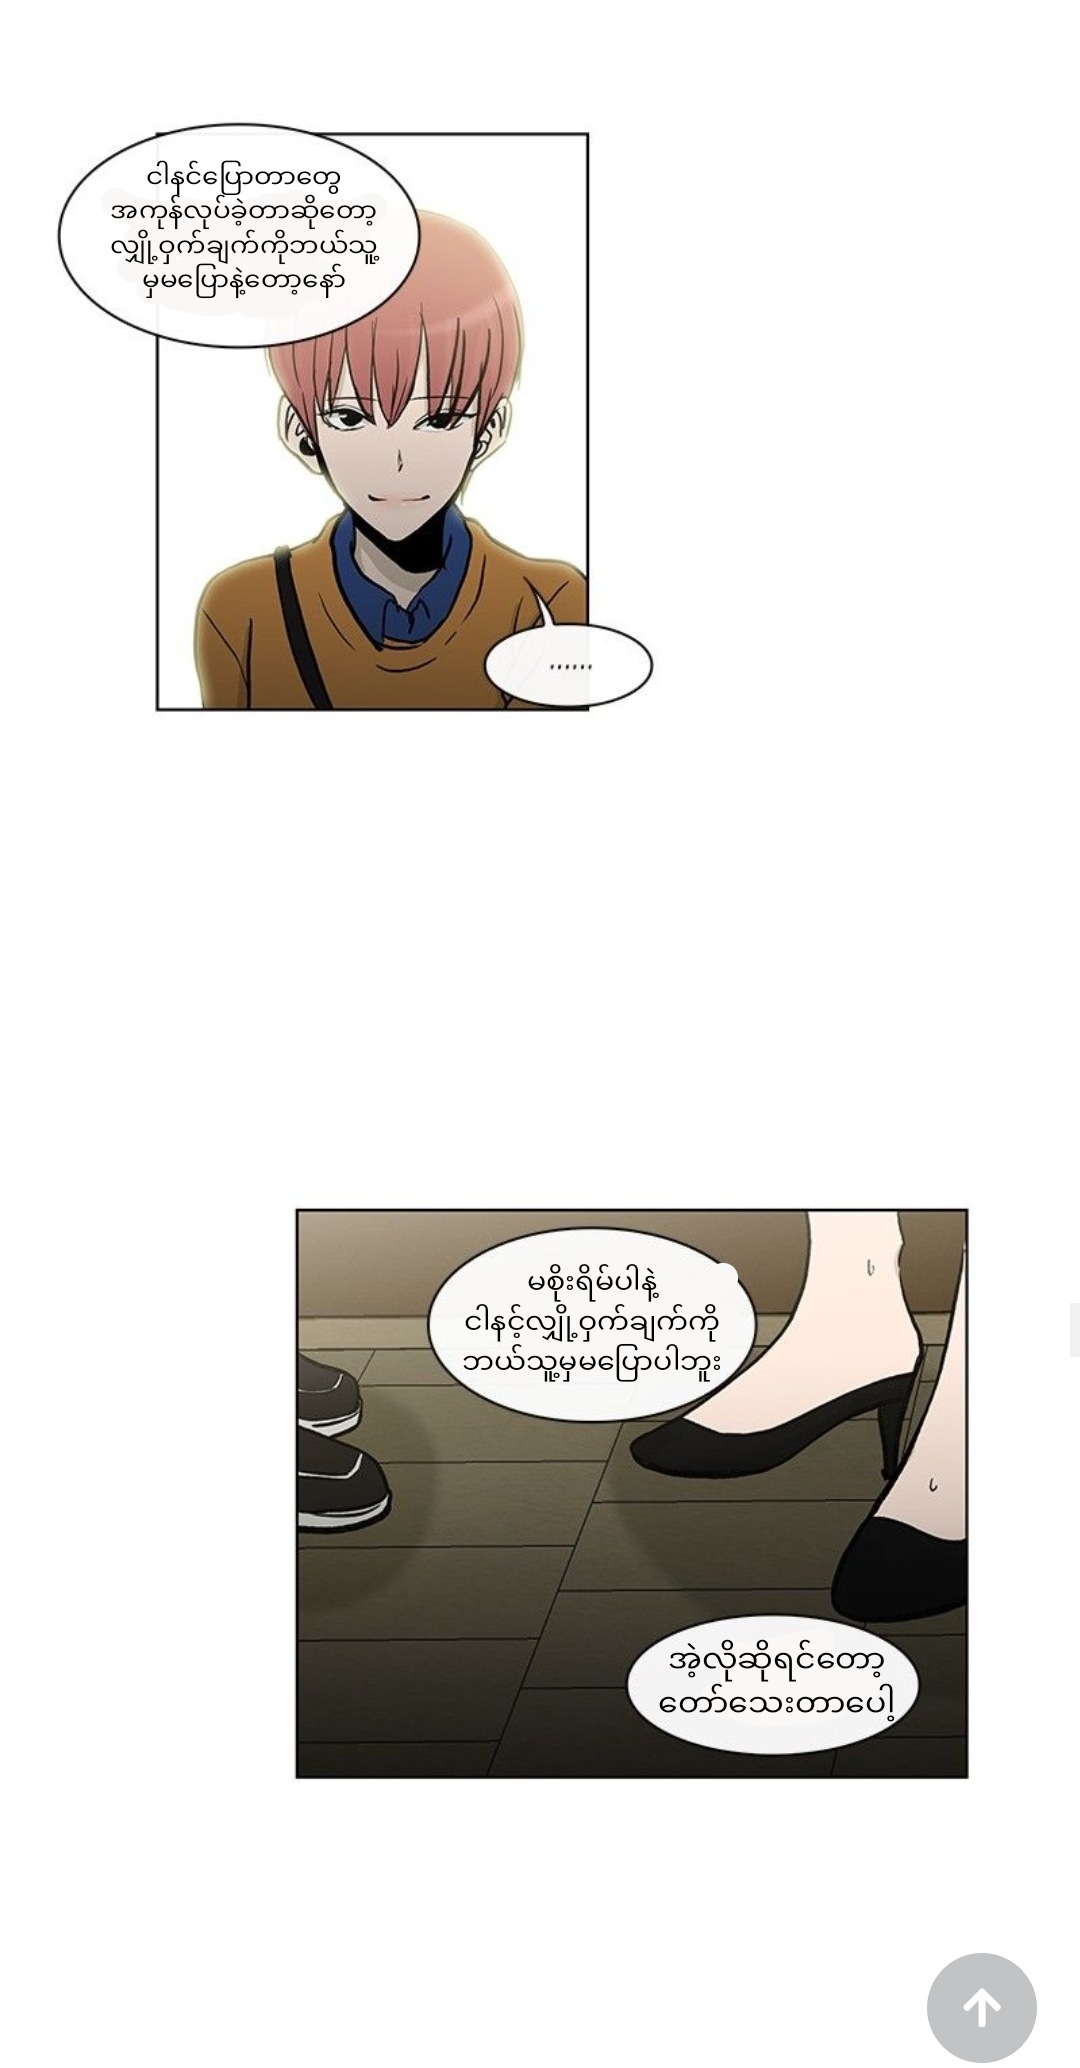 ငါနင်ပြောတာတွေ
အကုန်လုပ်ခဲ့တာဆိုတော့
လျှို့ဝှက်ချက်ကိုဘယ်သူ့
မှမပြောနဲ့တော့နော်
......
မစိုးရိမ်ပါနဲ့
ငါနင့်လျှို့ဝှက်ချက်ကို
ဘယ်သူ့မှမပြောပါဘူး
အဲ့လိုဆိုရင်တော့
တော်သေးတာပေါ့